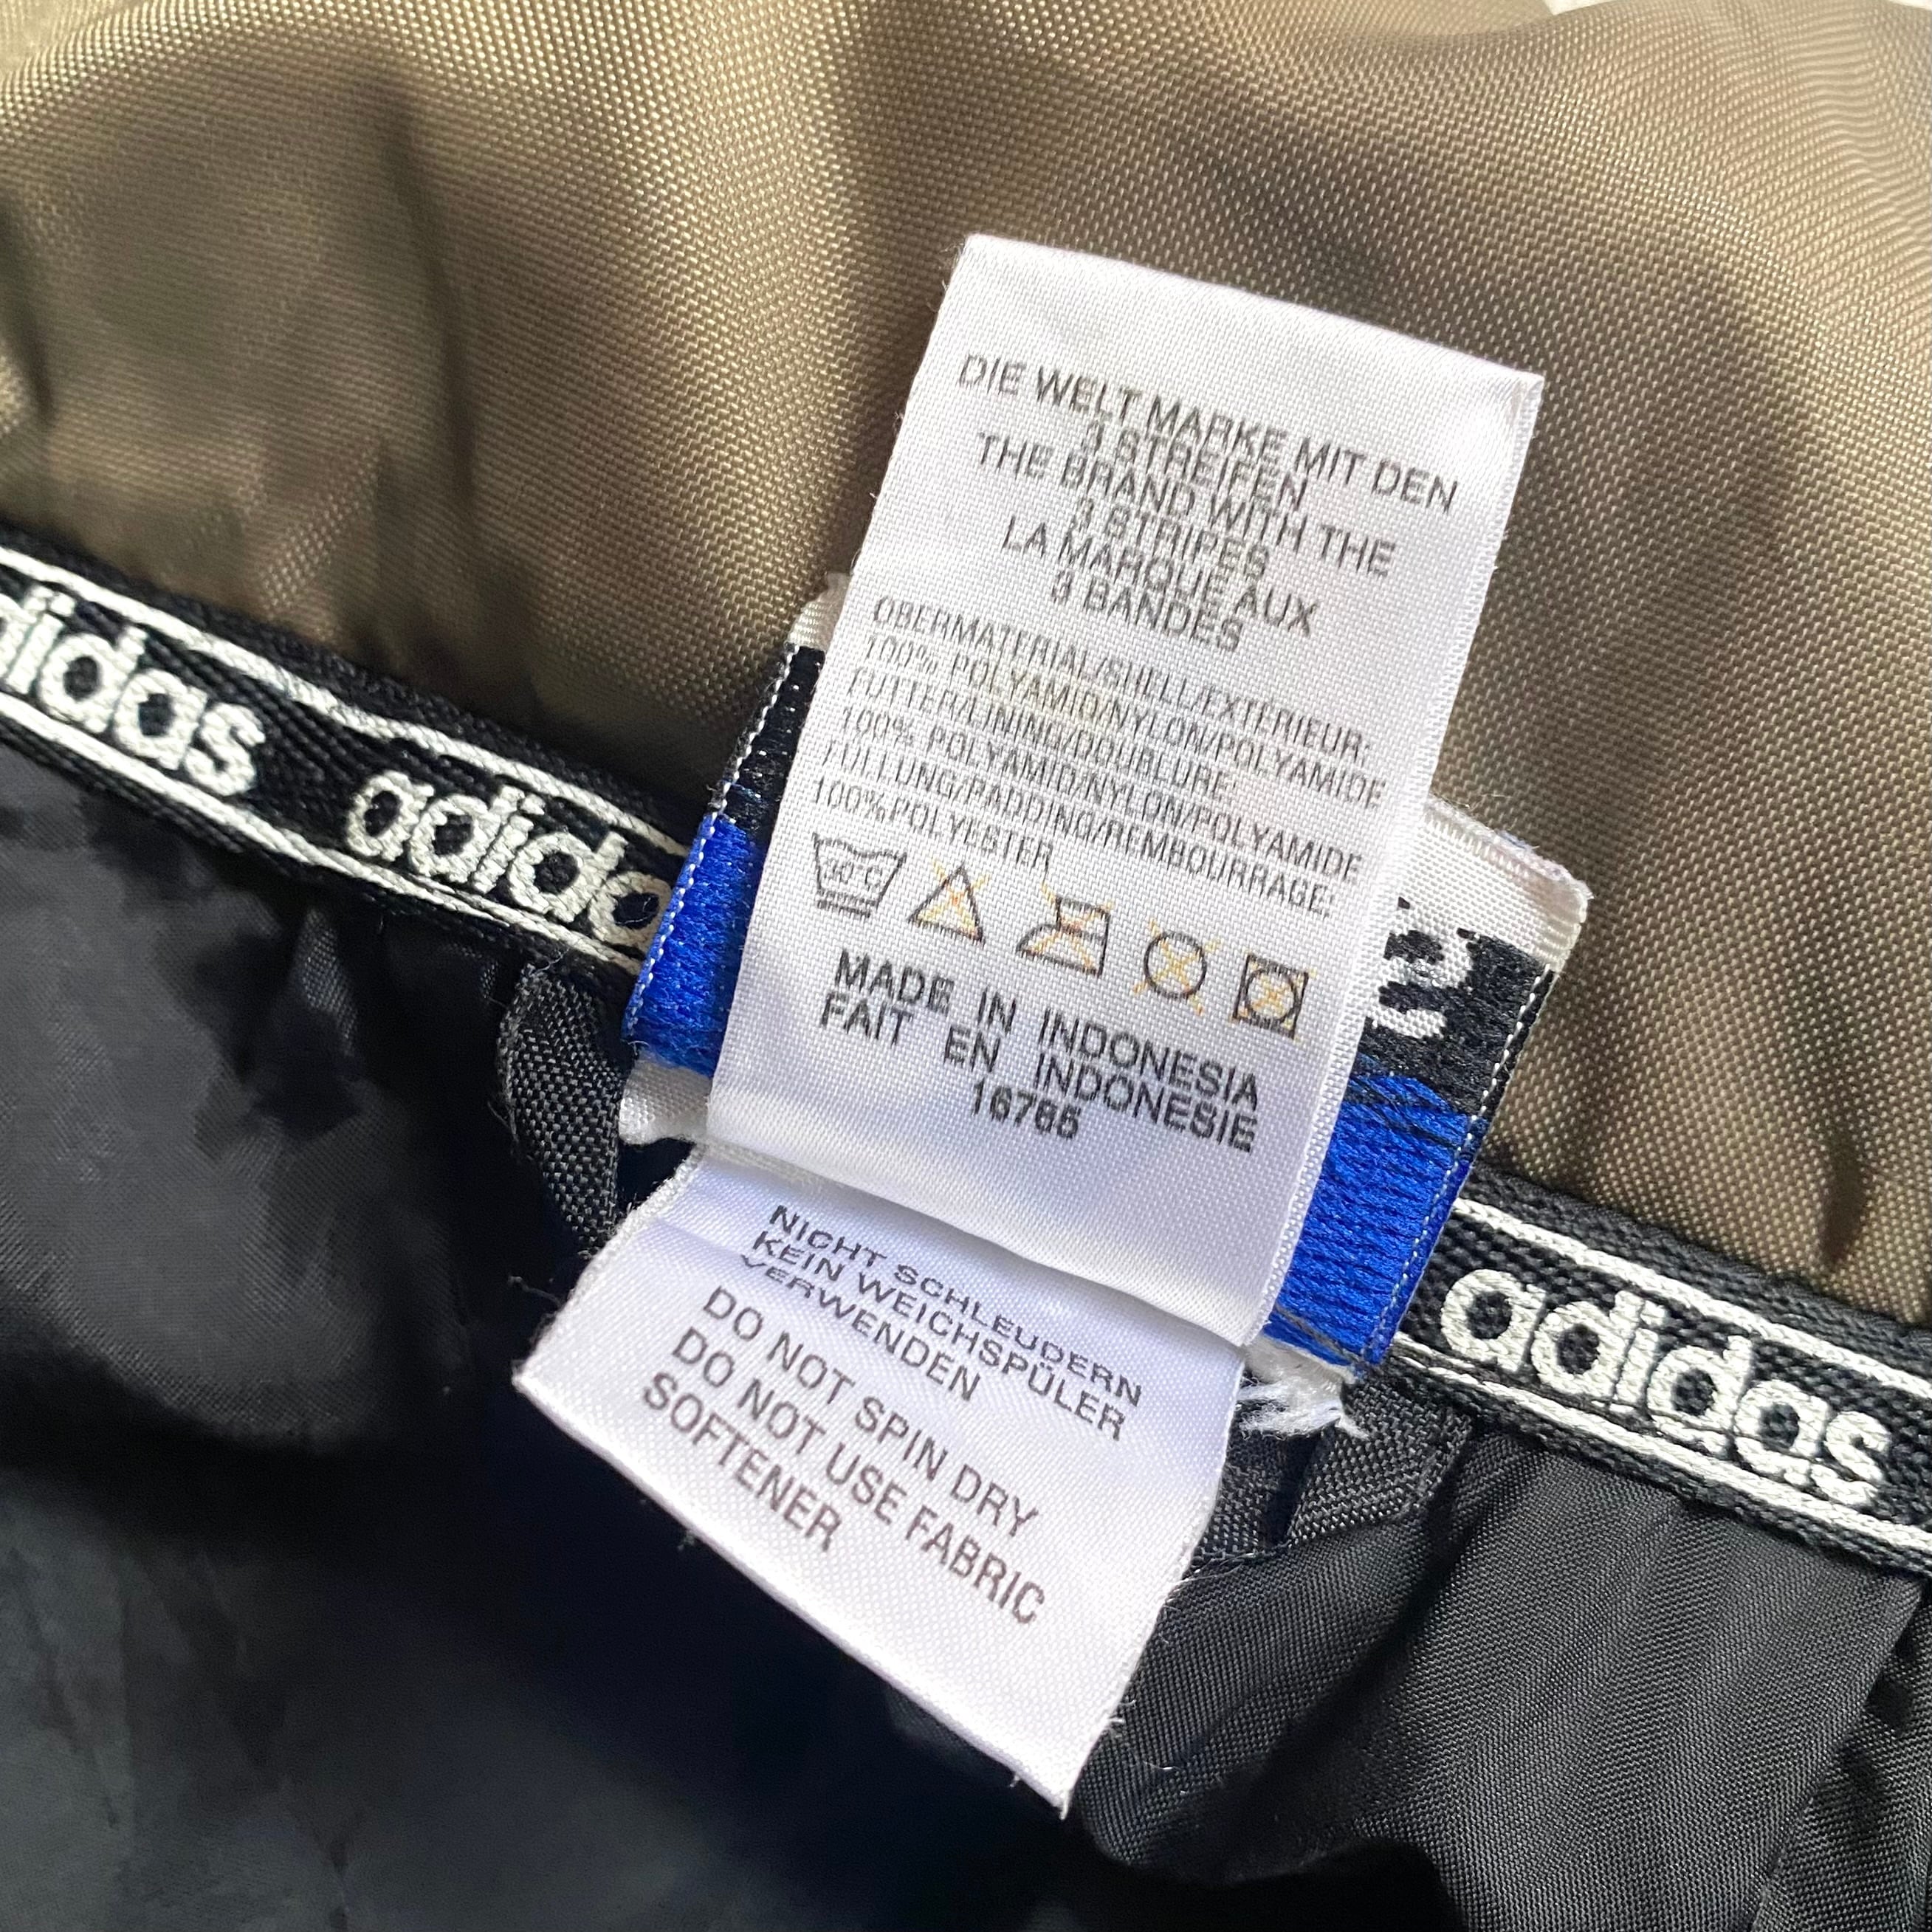 DIE WELT MARKE MIT DEN
3 STREIFEN
THE BRAND WITH THE
3 STRIPES
LA MARQUE AUX
3 BANDES
OBERMATERIAL/SHELL/EXTERIEUR:
100% POLYAMID/NYLON/POLYAMIDE
FUTTER/LINING/DOUBLURE:
100% POLYAMID/NYLON/POLYAMIDE
FÜLLUNG/PADDING/REMBOURRAGE:
100%POLYESTER
MADE IN INDONESIA
FAIT EN INDONESIE
16765
NICHT SCHLEUDERN
KEIN WEICHSPÜLER
VERWENDEN
DO NOT SPIN DRY
DO NOT USE FABRIC
SOFTENER
adidas adidas
adidas